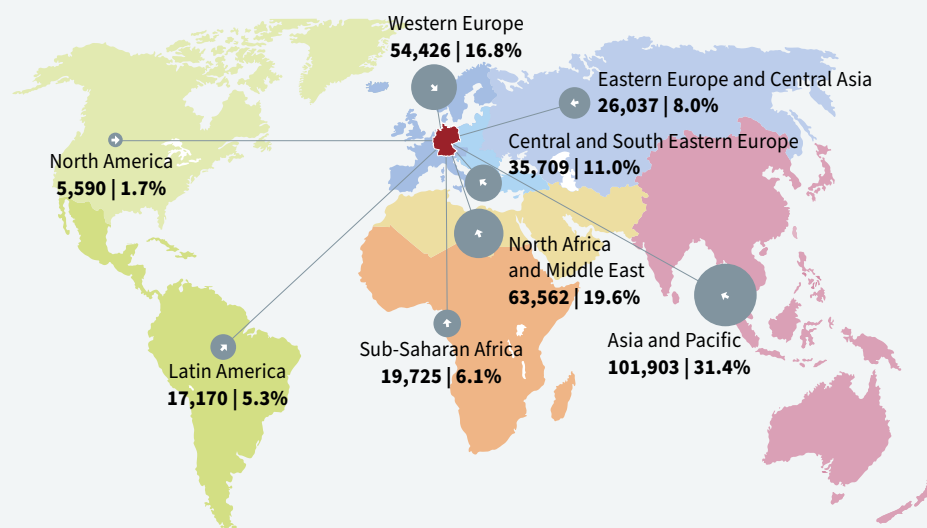 Western Europe
54,426 | 16.8%
Eastern Europe and Central Asia
26,037 | 8.0%
Central and South Eastern Europe
35,709 | 11.0%
North America
5,590 | 1.7%
North Africa
and Middle East
63,562 | 19.6%
Asia and Pacific
101,903 | 31.4%
Sub-Saharan Africa
19,725 | 6.1%
Latin America
17,170 | 5.3%